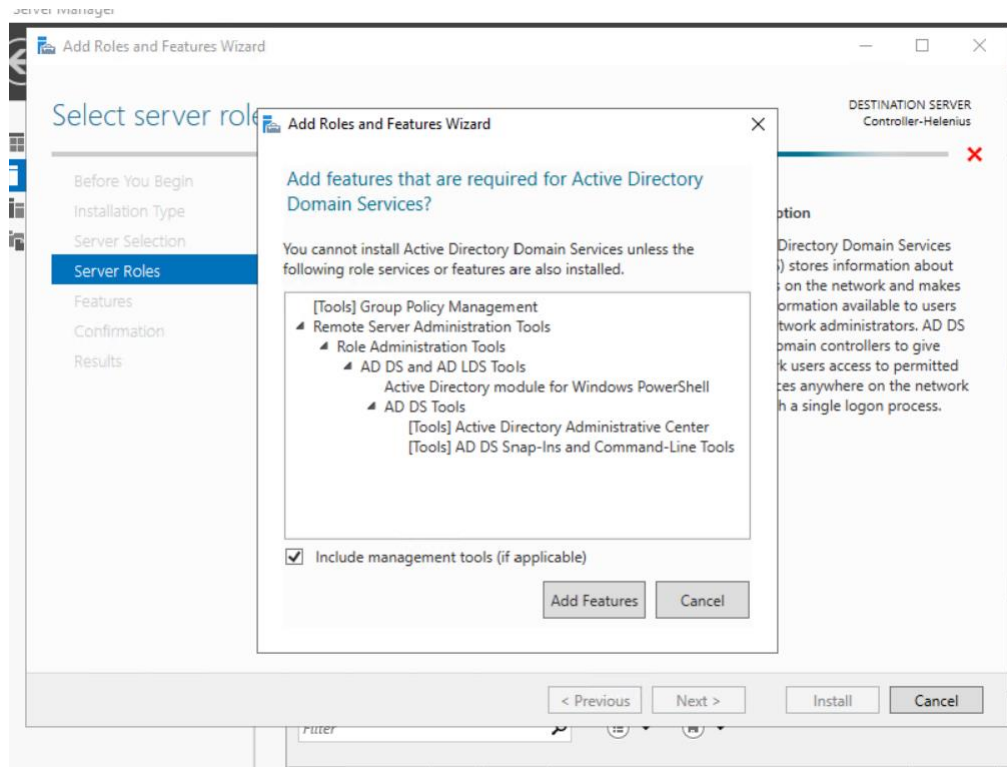 Server Manager
Add Roles and Features Wizard
Select server role
DESTINATION SERVER
Controller-Helenius
Before You Begin
Installation Type
Server Selection
Server Roles
Features
Confirmation
Results
Add Roles and Features Wizard
Add features that are required for Active Directory
Domain Services?
You cannot install Active Directory Domain Services unless the
following role services or features are also installed.
[Tools] Group Policy Management
Remote Server Administration Tools
Role Administration Tools
AD DS and AD LDS Tools
Active Directory module for Windows PowerShell
AD DS Tools
[Tools] Active Directory Administrative Center
[Tools] AD DS Snap-Ins and Command-Line Tools
Include management tools (if applicable)
Add Features
Cancel
ption
Directory Domain Services
) stores information about
on the network and makes
ormation available to users
twork administrators. AD DS
omain controllers to give
k users access to permitted
ces anywhere on the network
h a single logon process.
< Previous
Next >
Install
Cancel
Filter